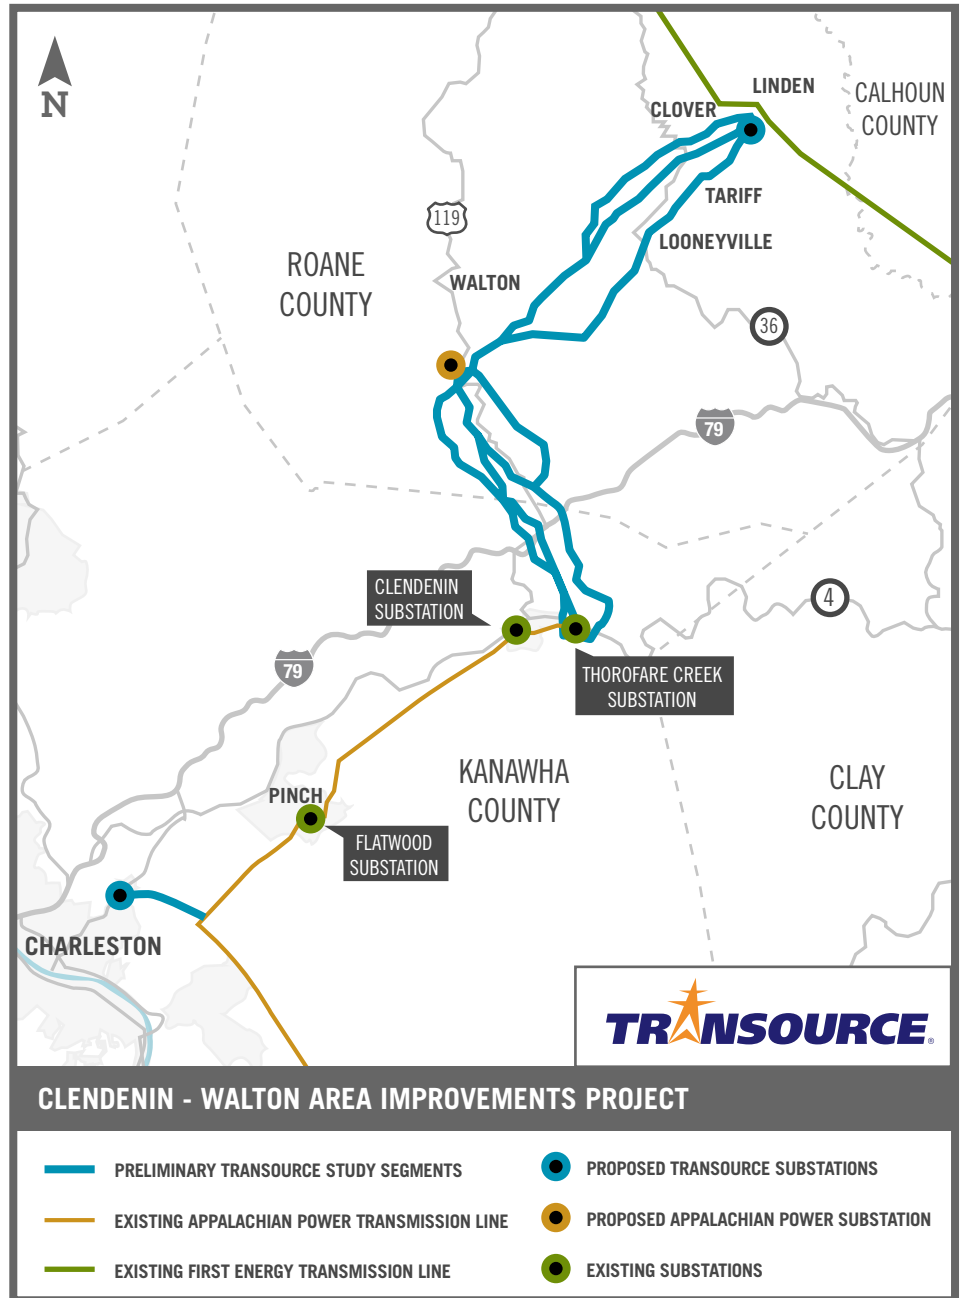 N
LINDEN
CLOVER
CALHOUN
COUNTY
TARIFF
119
LOONEYVILLE
ROANE
COUNTY
WALTON
36
79
CLENDENIN
SUBSTATION
4
79
THOROFARE CREEK
SUBSTATION
KANAWHA
COUNTY
CLAY
COUNTY
PINCH
FLATWOOD
SUBSTATION
CHARLESTON
TRANSOURCE®
CLENDENIN - WALTON AREA IMPROVEMENTS PROJECT
PRELIMINARY TRANSOURCE STUDY SEGMENTS
PROPOSED TRANSOURCE SUBSTATIONS
EXISTING APPALACHIAN POWER TRANSMISSION LINE
PROPOSED APPALACHIAN POWER SUBSTATION
EXISTING FIRST ENERGY TRANSMISSION LINE
EXISTING SUBSTATIONS